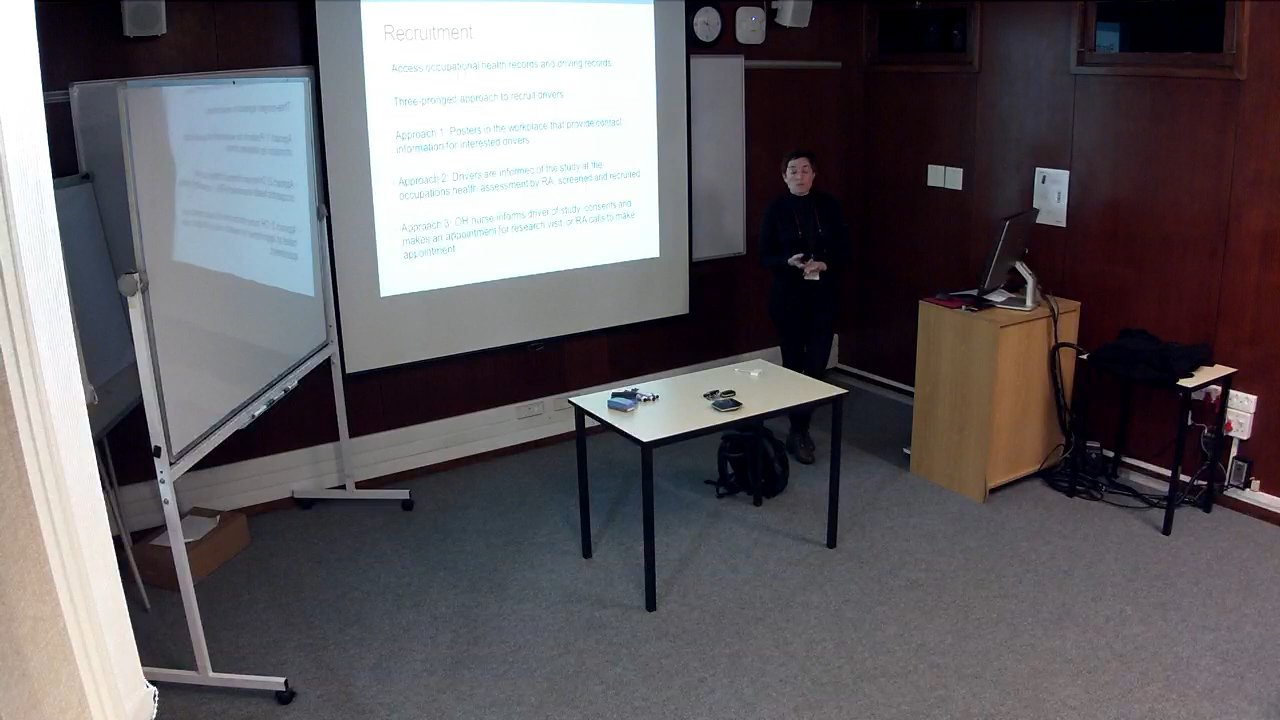 Recruitment
Access occupational health records and driving records.
Three-pronged approach to recruit drivers
Approach 1: Posters in the workplace that provide contact
information for interested drivers
Approach 2: Drivers are informed of the study at the
occupations health assessment by RA, screened and recruited
Approach 3: OH nurse informs driver of study, consents and
makes an appointment for research visit, or RA calls to make
appointment